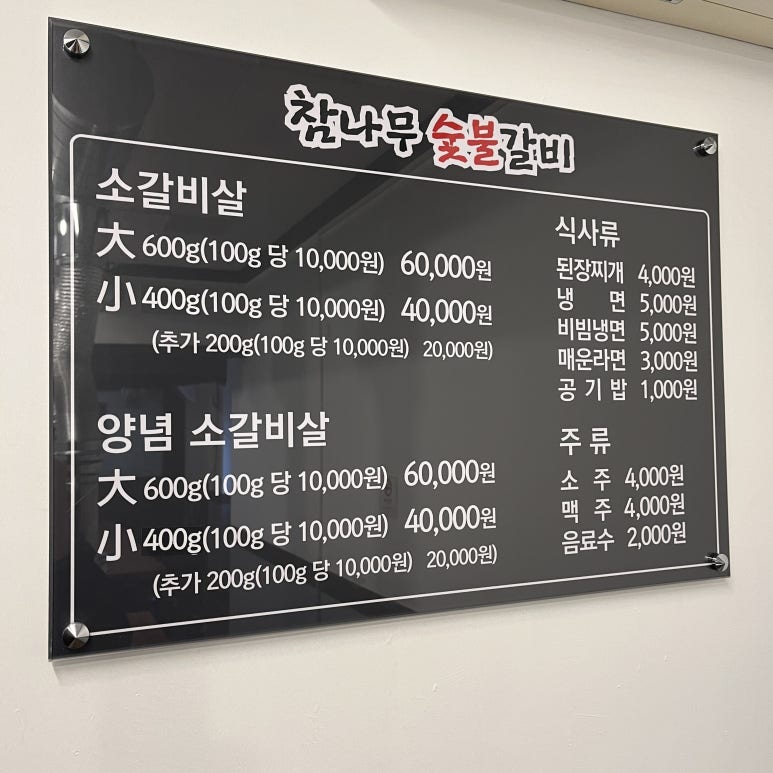 참나무 숯불갈비
소갈비살
大 600g(100g 당 10,000원) 60,000원
小 400g(100g 당 10,000원) 40,000원
(추가 200g(100g 당 10,000원) 20,000원)
양념 소갈비살
大 600g(100g 당 10,000원) 60,000원
小 400g(100g 당 10,000원) 40,000원
(추가 200g(100g 당 10,000원) 20,000원)
식사류
된장찌개 4,000원
냉 면 5,000원
비빔냉면 5,000원
매운라면 3,000원
공 기 밥 1,000원
주 류
소 주 4,000원
맥 주 4,000원
음료수 2,000원